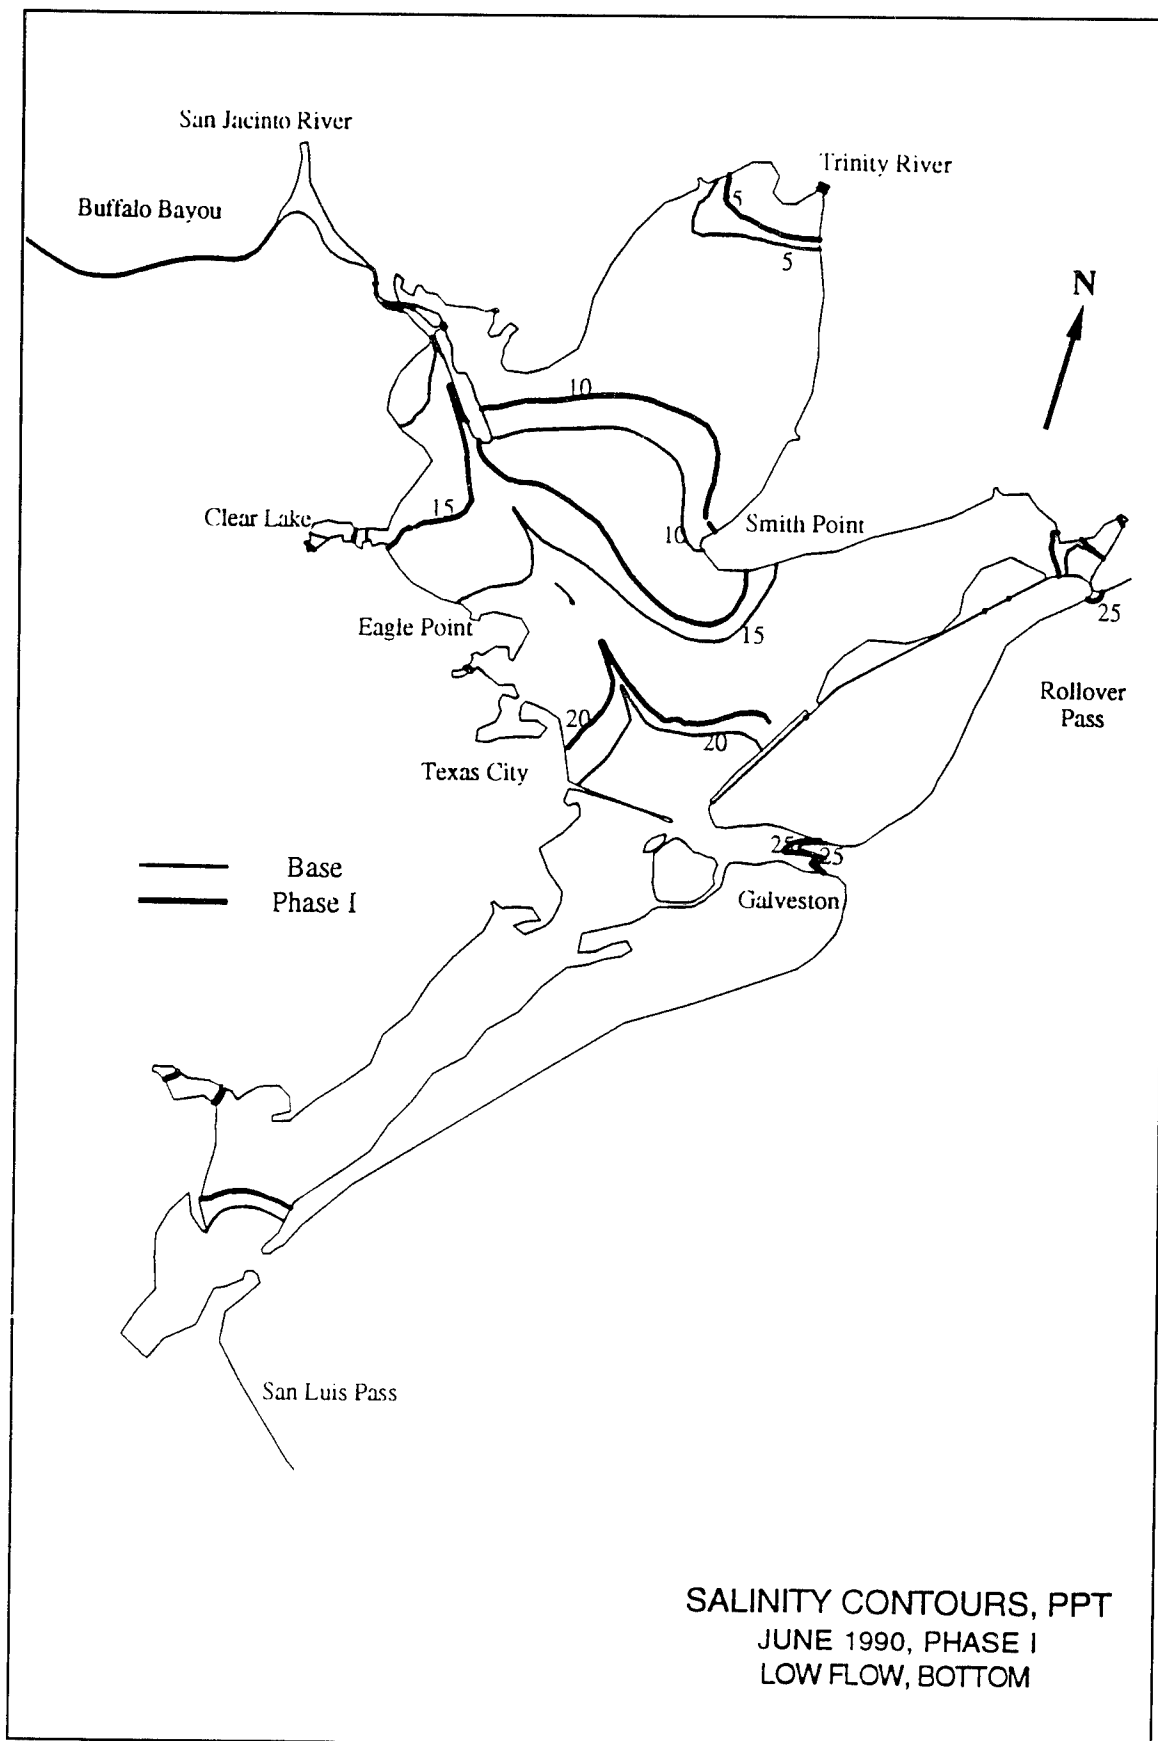 San Jacinto River
Trinity River
Buffalo Bayou
5
5
N
10
15
Clear Lake
10
Smith Point
25
Eagle Point
15
Rollover
Pass
20
20
Texas City
25
25
Base
Phase I
Galveston
San Luis Pass
SALINITY CONTOURS, PPT
JUNE 1990, PHASE I
LOW FLOW, BOTTOM